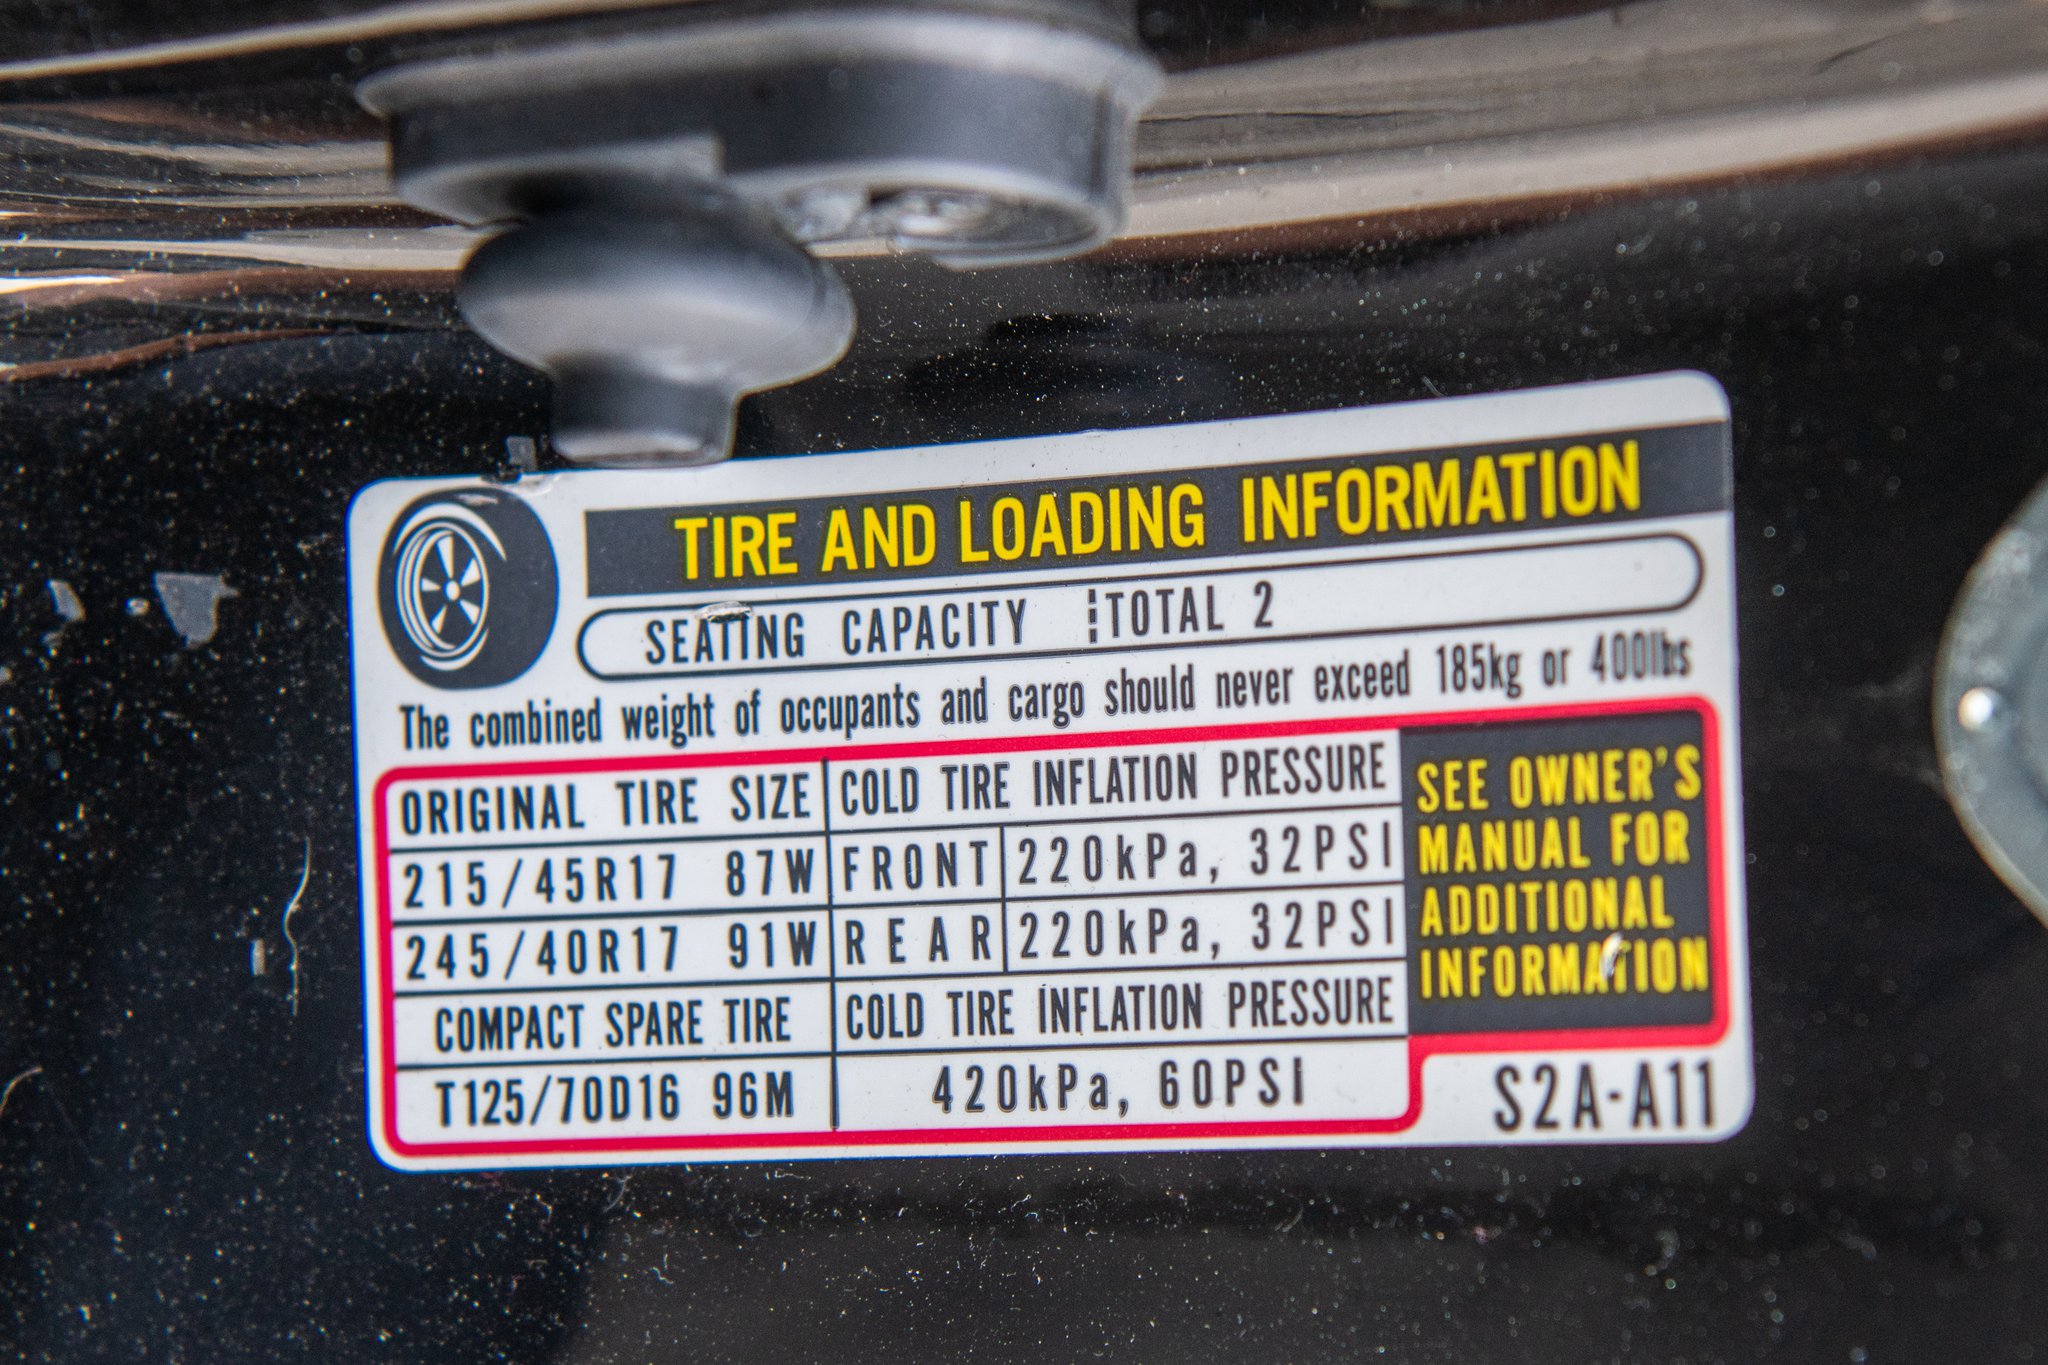 TIRE AND LOADING INFORMATION
SEATING CAPACITY TOTAL 2
The combined weight of occupants and cargo should never exceed 185kg or 400lbs
ORIGINAL TIRE SIZE COLD TIRE INFLATION PRESSURE
215/45R17 87W FRONT 220kPa, 32PSI
245/40R17 91W REAR 220kPa, 32PSI
COMPACT SPARE TIRE COLD TIRE INFLATION PRESSURE
T125/70D16 96M 420kPa, 60PSI
SEE OWNER'S
MANUAL FOR
ADDITIONAL
INFORMATION
S2A-A11